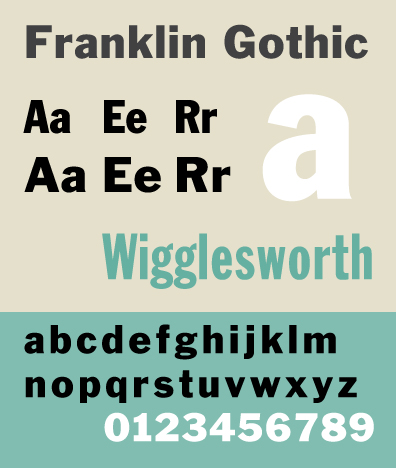 Franklin Gothic
Aa Ee Rr
Aa Ee Rr
a
Wigglesworth
abcdefghijklm
nopqrstuvwxyz
0123456789